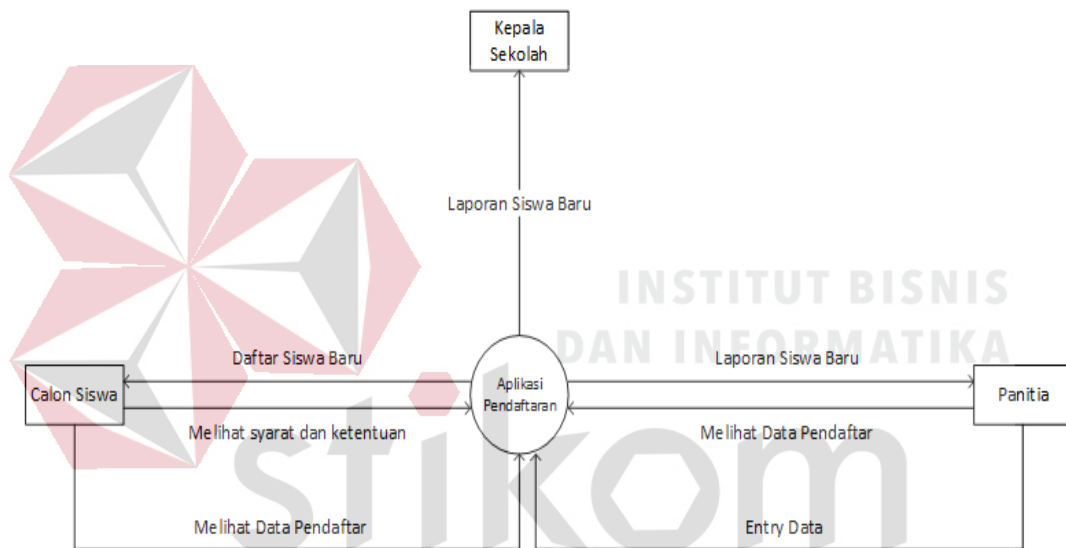 Kepala
Sekolah
Laporan Siswa Baru
INSTITUT BISNIS
DAN INFORMATIKA
Daftar Siswa Baru
Laporan Siswa Baru
Calon Siswa
Aplikasi
Pendaftaran
Panitia
Melihat syarat dan ketentuan
Melihat Data Pendaftar
stikom
Melihat Data Pendaftar
Entry Data